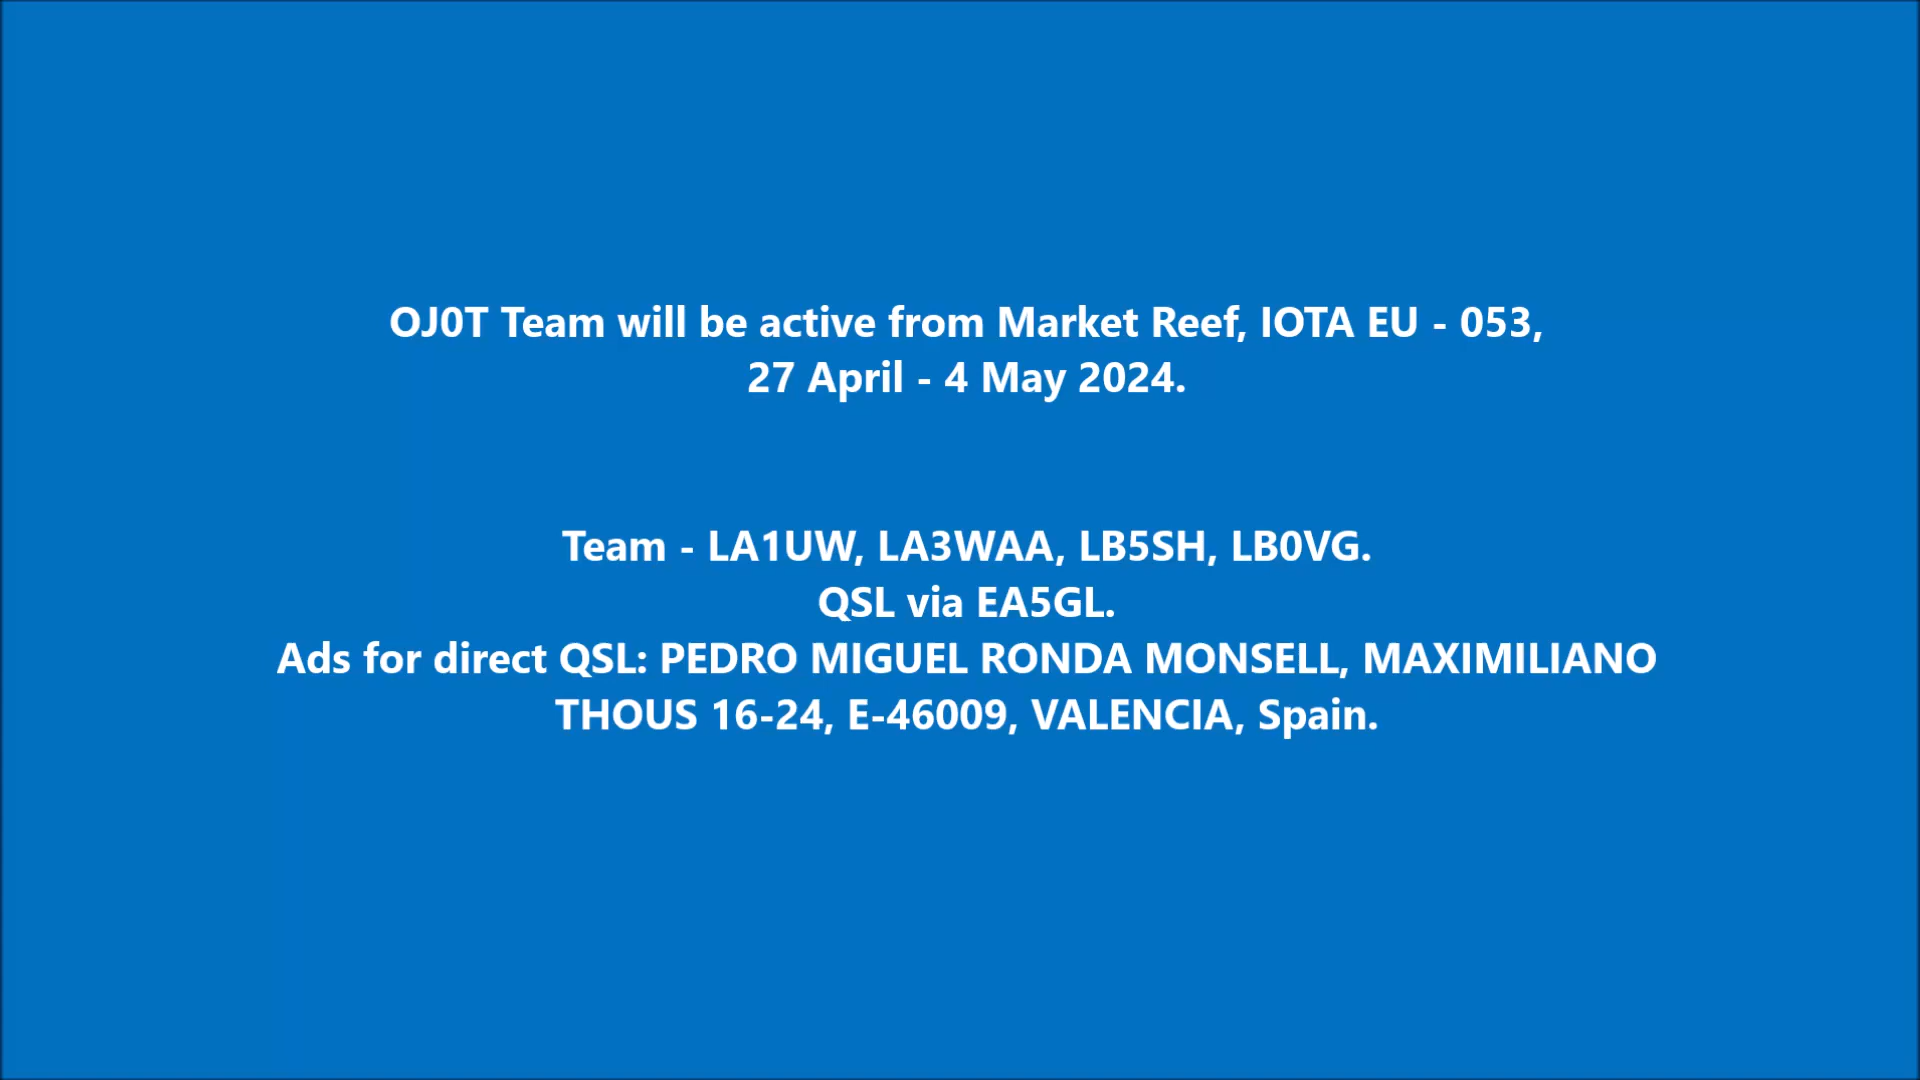 OJ0T Team will be active from Market Reef, IOTA EU - 053,
27 April - 4 May 2024.
Team - LA1UW, LA3WAA, LB5SH, LB0VG.
QSL via EA5GL.
Ads for direct QSL: PEDRO MIGUEL RONDA MONSELL, MAXIMILIANO
THOUS 16-24, E-46009, VALENCIA, Spain.